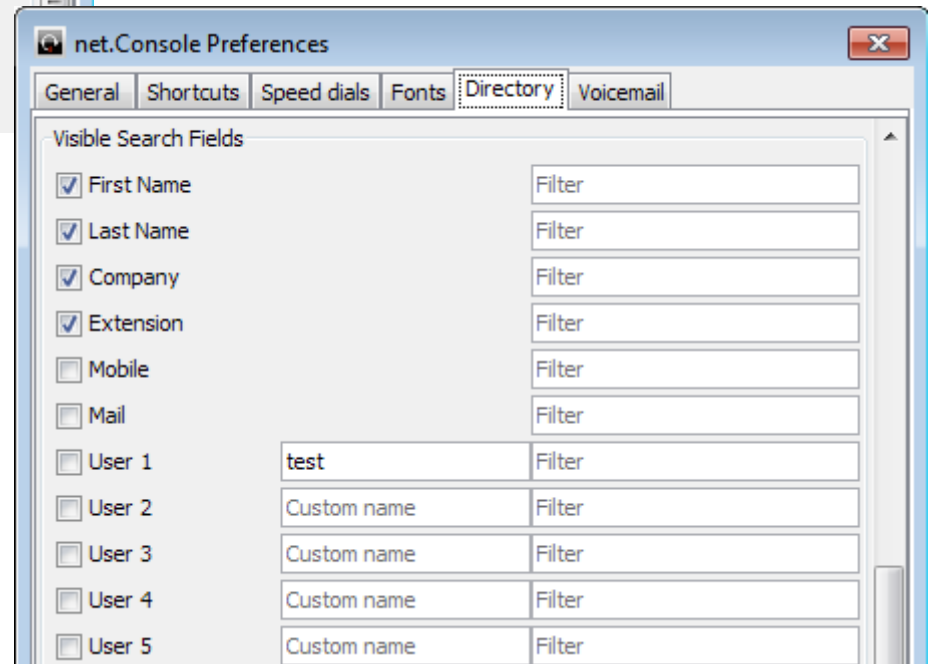 net.Console Preferences
General Shortcuts Speed dials Fonts Directory Voicemail
Visible Search Fields
First Name Filter
Last Name Filter
Company Filter
Extension Filter
Mobile Filter
Mail Filter
User 1 test Filter
User 2 Custom name Filter
User 3 Custom name Filter
User 4 Custom name Filter
User 5 Custom name Filter